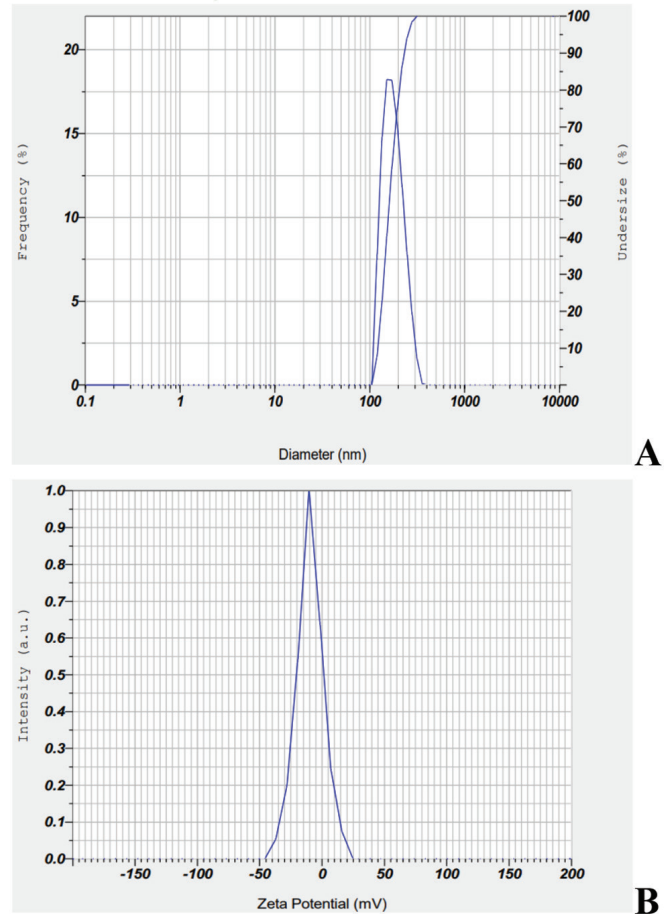 100
90
80
70
60
50
40
30
20
10
20
15
10
5
0
Frequency (%)
Undersize (%)
0.1 1 10 100 1000 10000
Diameter (nm)
A
1.0
0.9
0.8
0.7
0.6
0.5
0.4
0.3
0.2
0.1
0.0
Intensity (a.u.)
-150 -100 -50 0 50 100 150 200
Zeta Potential (mV)
B